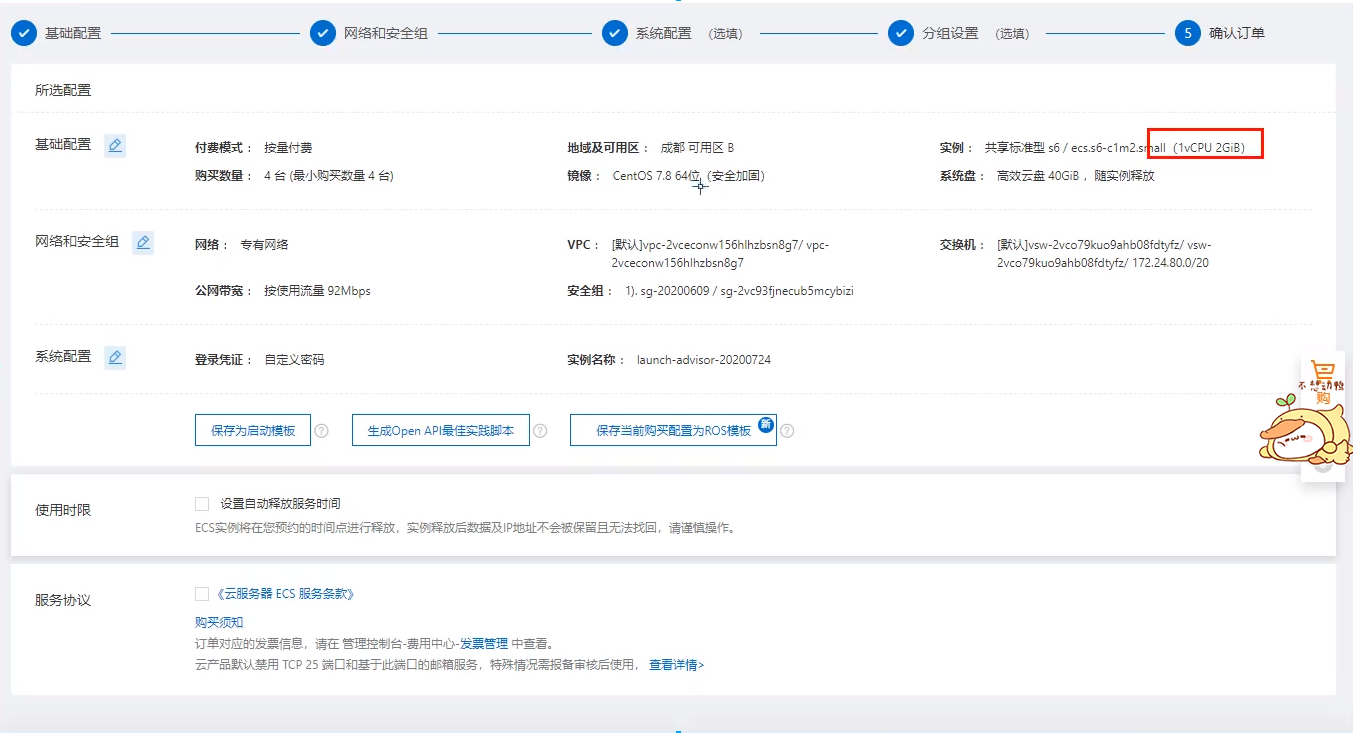 基础配置 网络和安全组 系统配置 (选填) 分组设置 (选填) 5 确认订单
所选配置
基础配置
付费模式： 按量付费 地域及可用区： 成都 可用区 B 实例： 共享标准型 s6 / ecs.s6-c1m2.small (1vCPU 2GiB)
购买数量： 4 台 (最小购买数量 4 台) 镜像： CentOS 7.8 64位 (安全加固) 系统盘： 高效云盘 40GiB ，随实例释放
网络和安全组
网络： 专有网络 VPC： [默认]vpc-2vceconw156hlhzbsn8g7/ vpc- 交换机： [默认]vsw-2vco79kuo9ahb08fdtyfz/ vsw-
2vceconw156hlhzbsn8g7 2vco79kuo9ahb08fdtyfz/ 172.24.80.0/20
公网带宽： 按使用流量 92Mbps 安全组： 1). sg-20200609 / sg-2vc93fjnecub5mcybizi
系统配置
登录凭证： 自定义密码 实例名称： launch-advisor-20200724
不想动鸭
购
保存为启动模板 ? 生成Open API最佳实践脚本 ? 保存当前购买配置为ROS模板 新 ?
使用时限
设置自动释放服务时间
ECS实例将在您预约的时间点进行释放，实例释放后数据及IP地址不会被保留且无法找回，请谨慎操作。
服务协议
《云服务器 ECS 服务条款》
购买须知
订单对应的发票信息，请在 管理控制台-费用中心-发票管理 中查看。
云产品默认禁用 TCP 25 端口和基于此端口的邮箱服务，特殊情况需报备审核后使用， 查看详情>